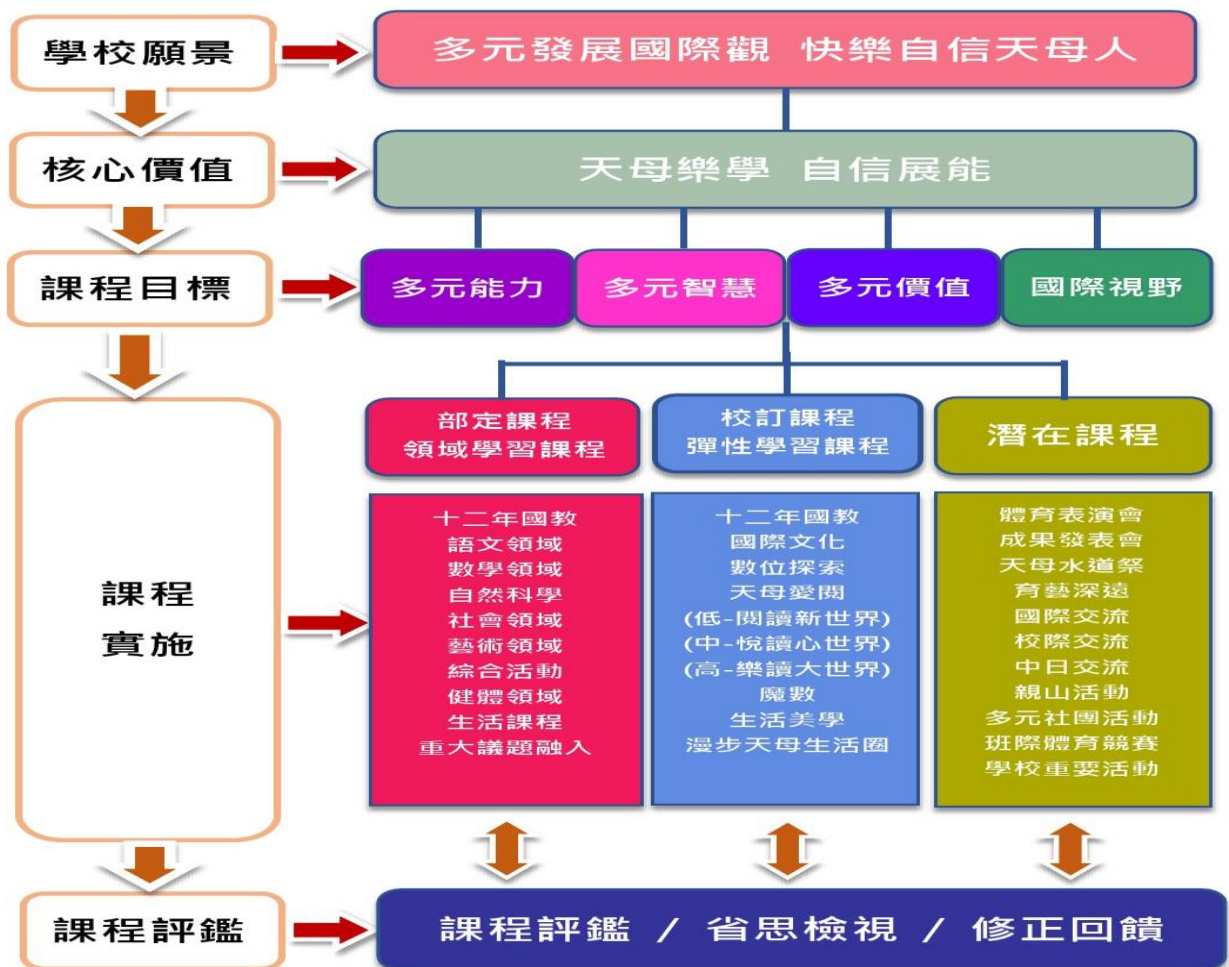 學校願景
多元發展國際觀 快樂自信天母人
核心價值
天母樂學 自信展能
課程目標
多元能力
多元智慧
多元價值
國際視野
課程
實施
部定課程
領域學習課程
十二年國教
語文領域
數學領域
自然科學
社會領域
藝術領域
綜合活動
健體領域
生活課程
重大議題融入
校訂課程
彈性學習課程
十二年國教
國際文化
數位探索
天母愛閱
(低-閱讀新世界)
(中-悅讀心世界)
(高-樂讀大世界)
魔數
生活美學
漫步天母生活圈
潛在課程
體育表演會
成果發表會
天母水道祭
育藝深遠
國際交流
校際交流
中日交流
親山活動
多元社團活動
班際體育競賽
學校重要活動
課程評鑑
課程評鑑 / 省思檢視 / 修正回饋